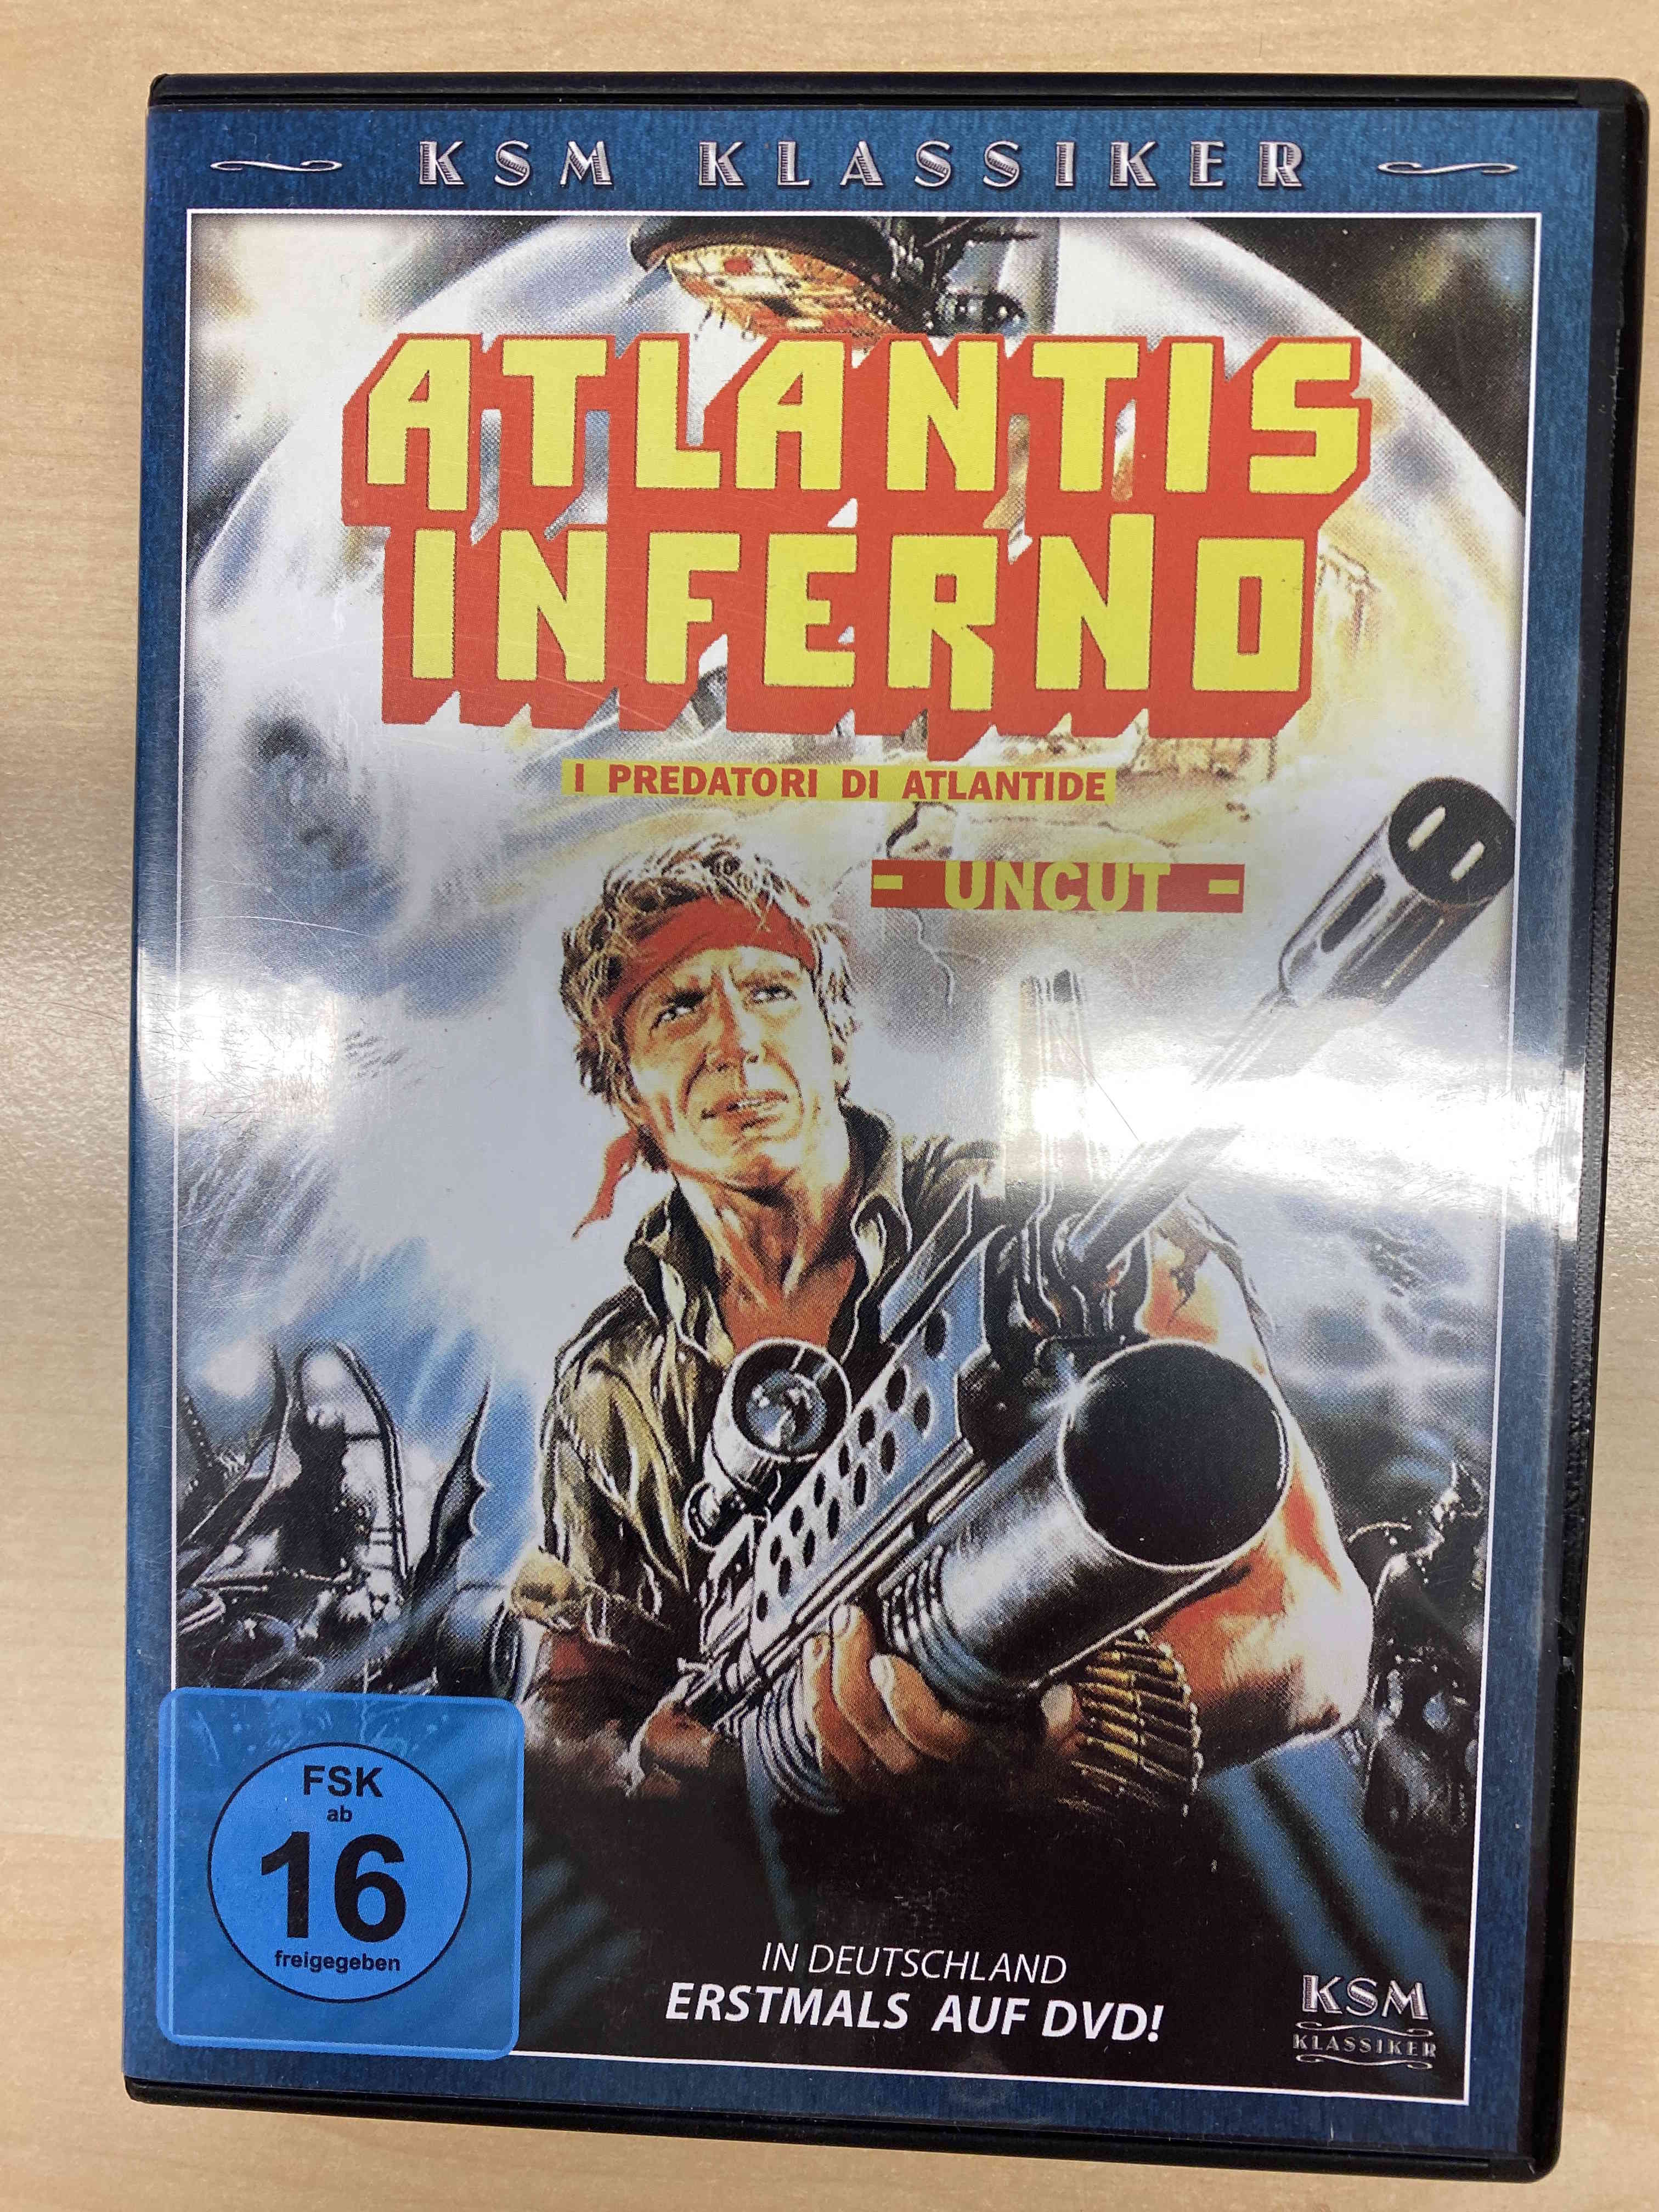 KSM KLASSIKER
ATLANTIS
INFERNO
I PREDATORI DI ATLANTIDE
- UNCUT -
FSK
ab
16
freigegeben
IN DEUTSCHLAND
ERSTMALS AUF DVD!
KSM
KLASSIKER